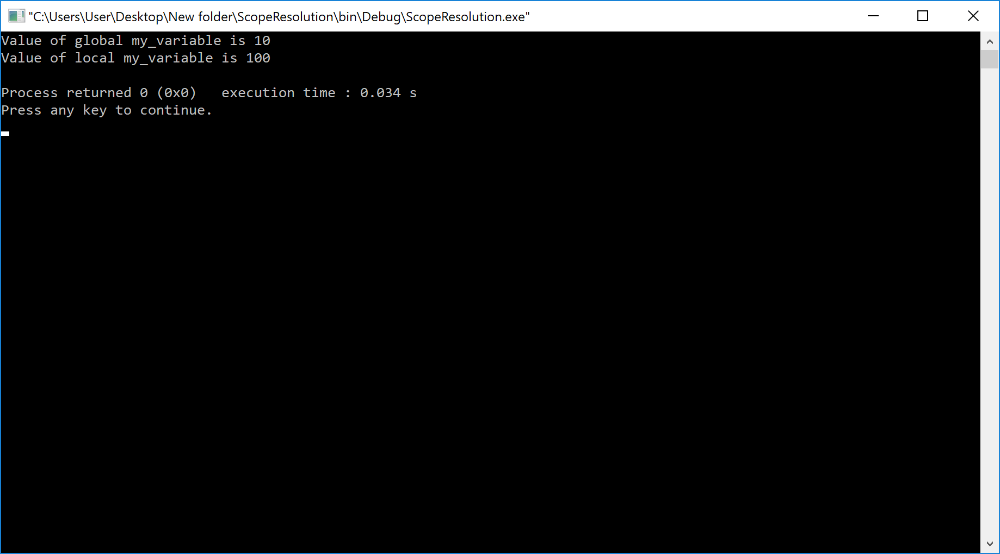 "C:\Users\User\Desktop\New folder\ScopeResolution\bin\Debug\ScopeResolution.exe"
Value of global my_variable is 10
Value of local my_variable is 100
Process returned 0 (0x0)   execution time : 0.034 s
Press any key to continue.